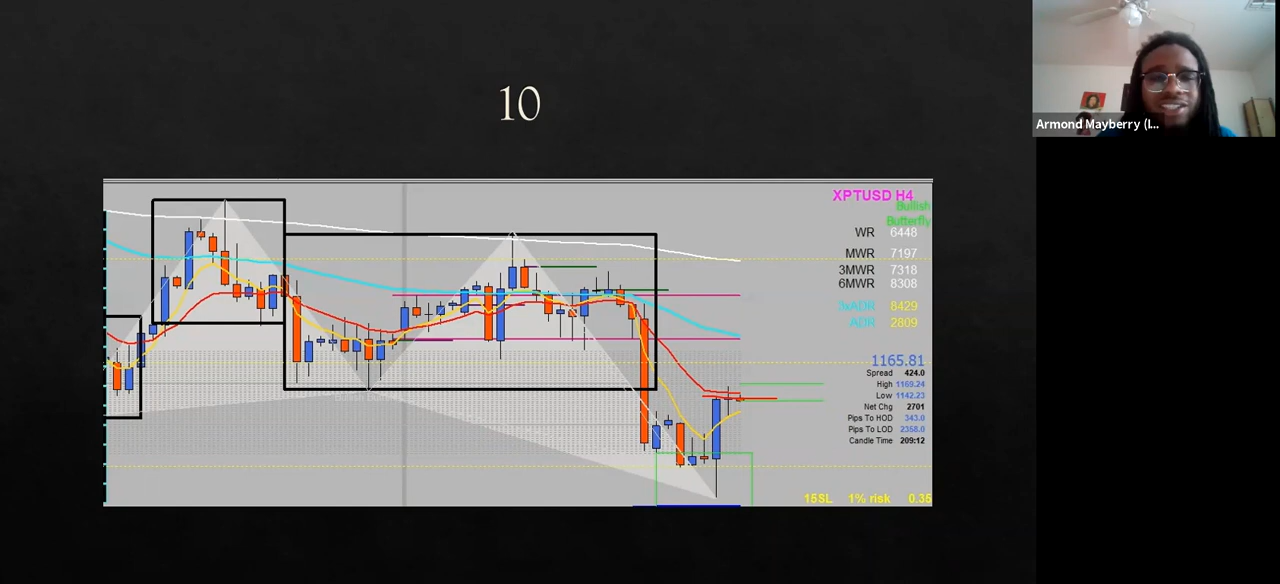 10
XPTUSD H4
Bullish
Butterfly
WR 6448
MWR 7197
3MWR 7318
6MWR 8308
3xADR 8429
ADR 2809
1165.81
Spread 424.0
High 1169.24
Low 1142.23
Net Chg 2701
Pips To HOD 343.0
Pips To LOD 2358.0
Candle Time 209:12
15SL 1% risk 0.35
Armond Mayberry (I...